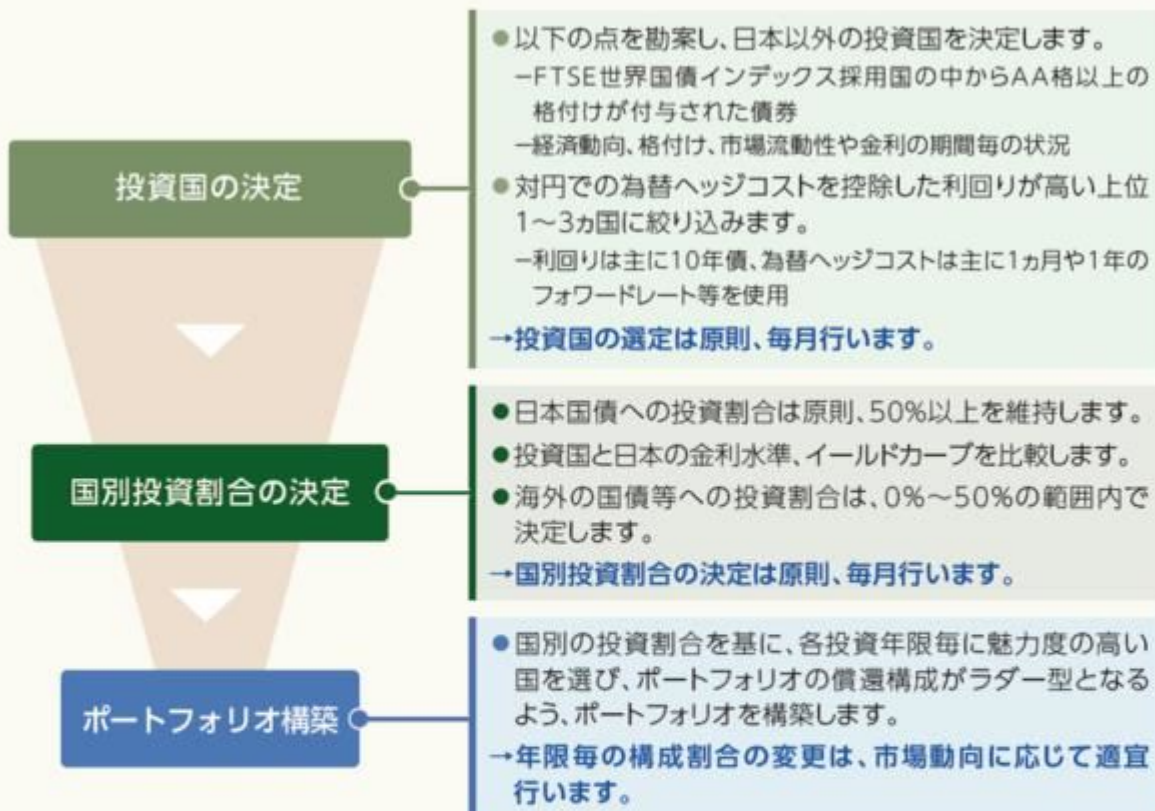 ●以下の点を勘案し、日本以外の投資国を決定します。
−FTSE世界国債インデックス採用国の中からAA格以上の
格付けが付与された債券
−経済動向、格付け、市場流動性や金利の期間毎の状況
投資国の決定
●対円での為替ヘッジコストを控除した利回りが高い上位
1～3ヵ国に絞り込みます。
−利回りは主に10年債、為替ヘッジコストは主に1ヵ月や1年の
フォワードレート等を使用
→投資国の選定は原則、毎月行います。
●日本国債への投資割合は原則、50%以上を維持します。
●投資国と日本の金利水準、イールドカーブを比較します。
国別投資割合の決定
●海外の国債等への投資割合は、0%～50%の範囲内で
決定します。
→国別投資割合の決定は原則、毎月行います。
●国別の投資割合を基に、各投資年限毎に魅力度の高い
国を選び、ポートフォリオの償還構成がラダー型となる
よう、ポートフォリオを構築します。
ポートフォリオ構築
→年限毎の構成割合の変更は、市場動向に応じて適宜
行います。